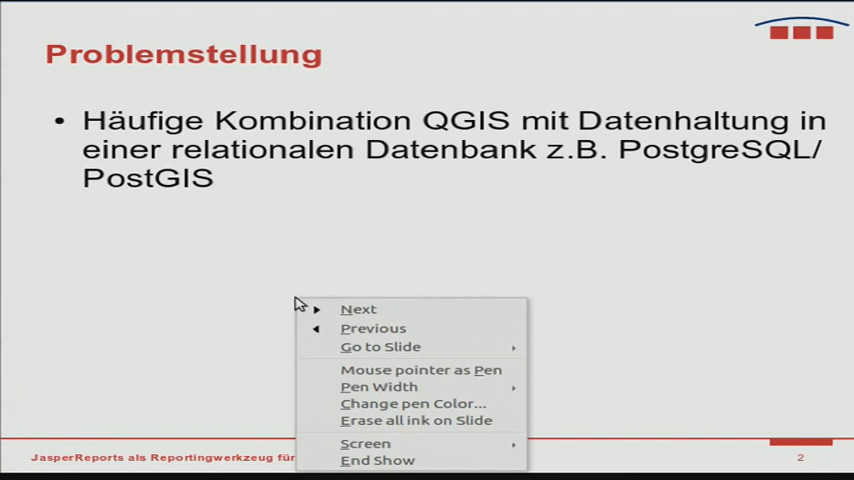 Problemstellung
• Häufige Kombination QGIS mit Datenhaltung in
einer relationalen Datenbank z.B. PostgreSQL/
PostGIS
Next
Previous
Go to Slide
Mouse pointer as Pen
Pen Width
Change pen Color...
Erase all ink on Slide
Screen
End Show
JasperReports als Reportingwerkzeug für
2